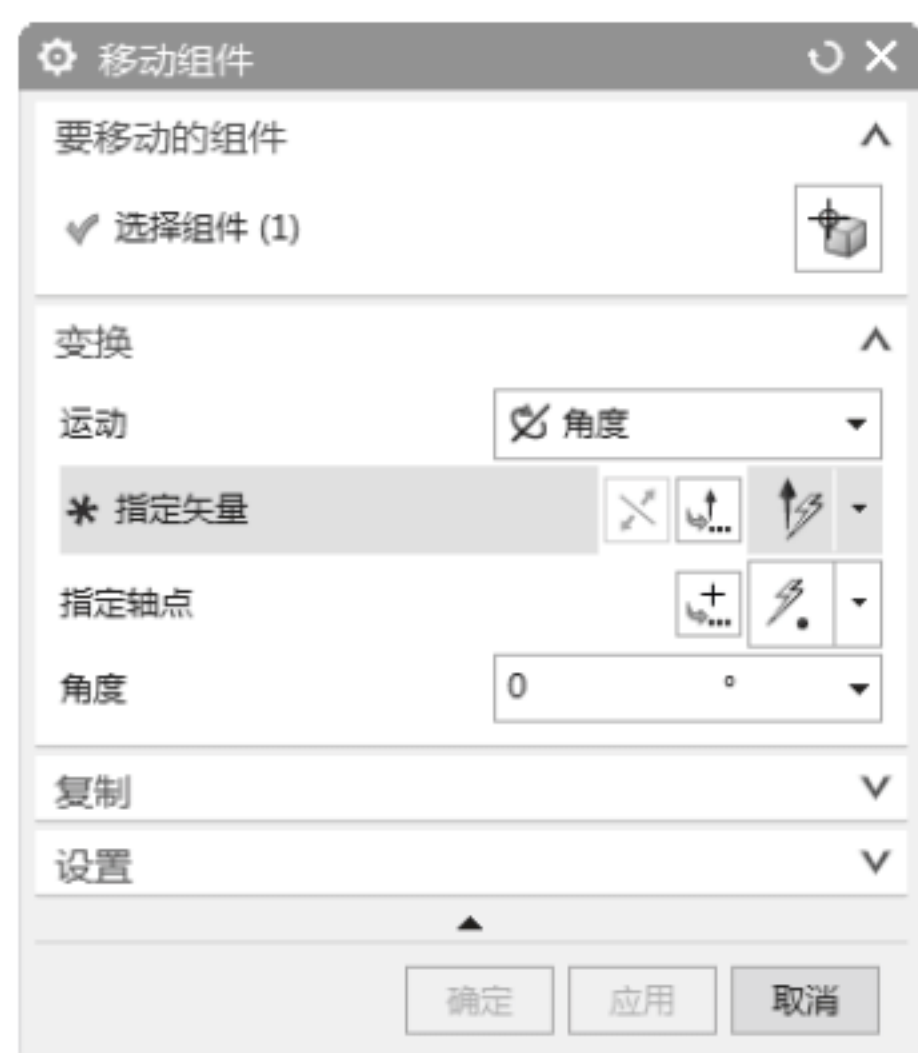 移动组件
要移动的组件
选择组件 (1)
变换
运动 角度
* 指定矢量
指定轴点
角度 0 °
复制
设置
确定 应用 取消